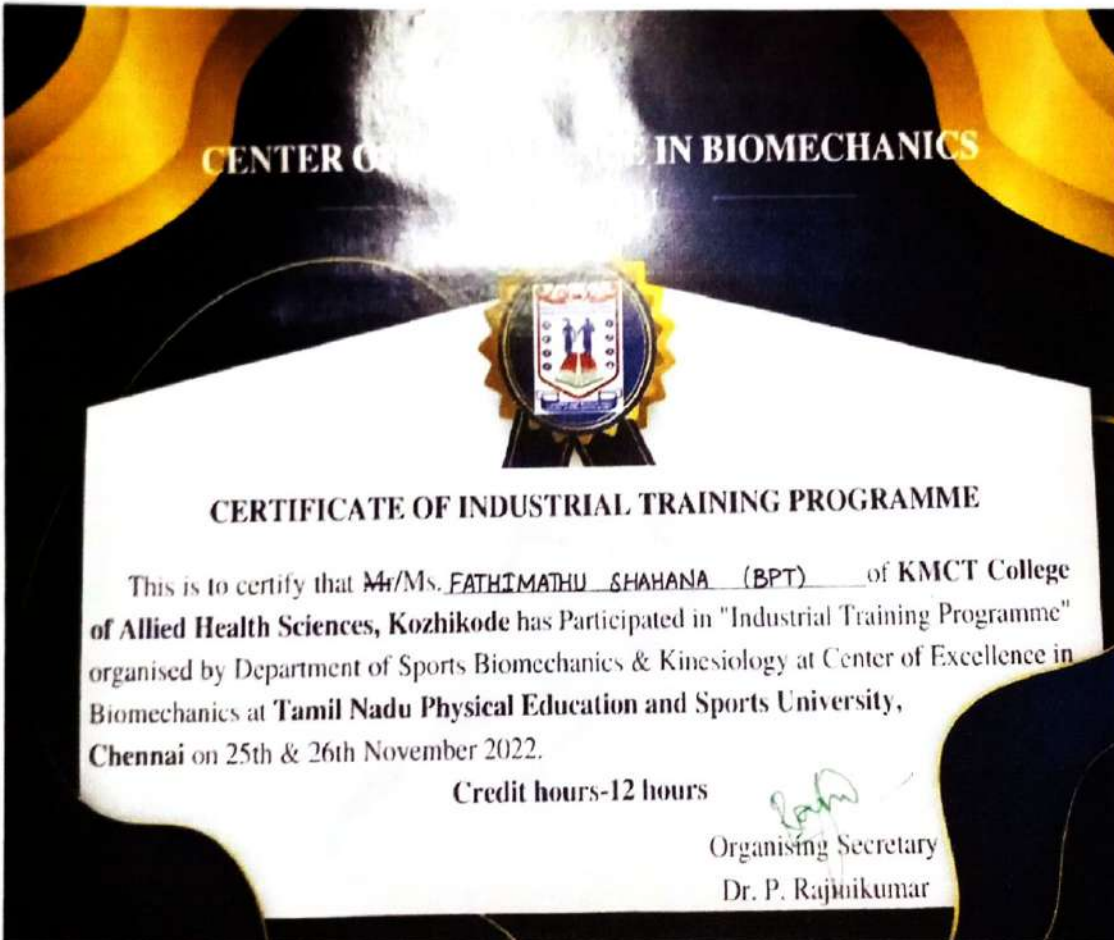 CENTER O IN BIOMECHANICS
CERTIFICATE OF INDUSTRIAL TRAINING PROGRAMME
This is to certify that Mr/Ms. FATHIMATHU SHAHANA (BPT) of KMCT College
of Allied Health Sciences, Kozhikode has Participated in "Industrial Training Programme"
organised by Department of Sports Biomechanics & Kinesiology at Center of Excellence in
Biomechanics at Tamil Nadu Physical Education and Sports University,
Chennai on 25th & 26th November 2022.
Credit hours-12 hours
Organising Secretary
Dr. P. Rajinikumar